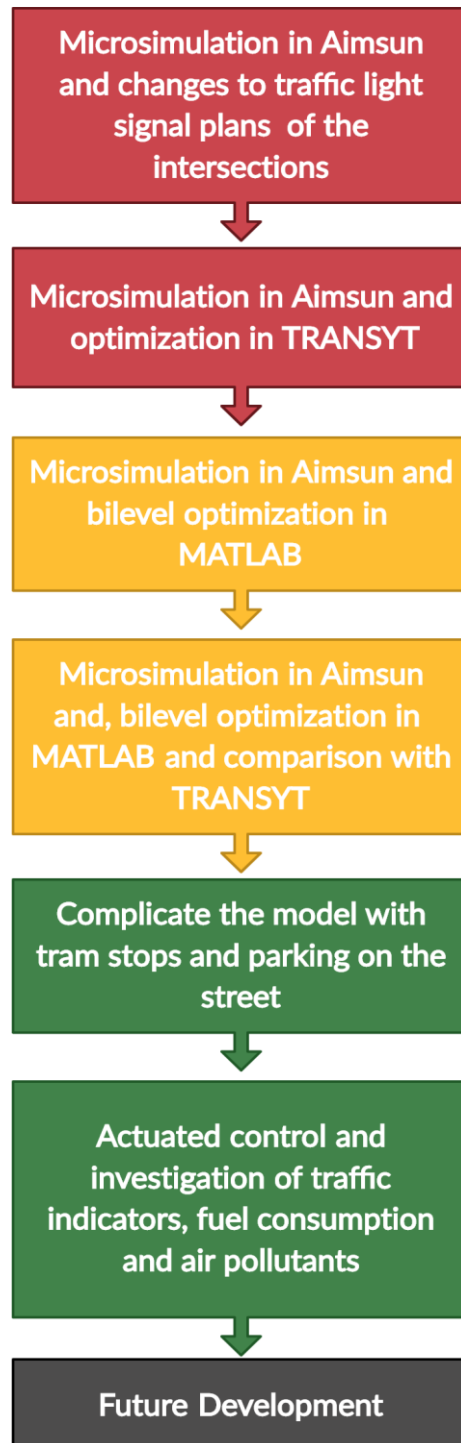 Microsimulation in Aimsun
and changes to traffic light
signal plans of the
intersections
Microsimulation in Aimsun and
optimization in TRANSYT
Microsimulation in Aimsun and
bilevel optimization in
MATLAB
Microsimulation in Aimsun
and, bilevel optimization in
MATLAB and comparison with
TRANSYT
Complicate the model with
tram stops and parking on the
street
Actuated control and
investigation of traffic
indicators, fuel consumption
and air pollutants
Future Development